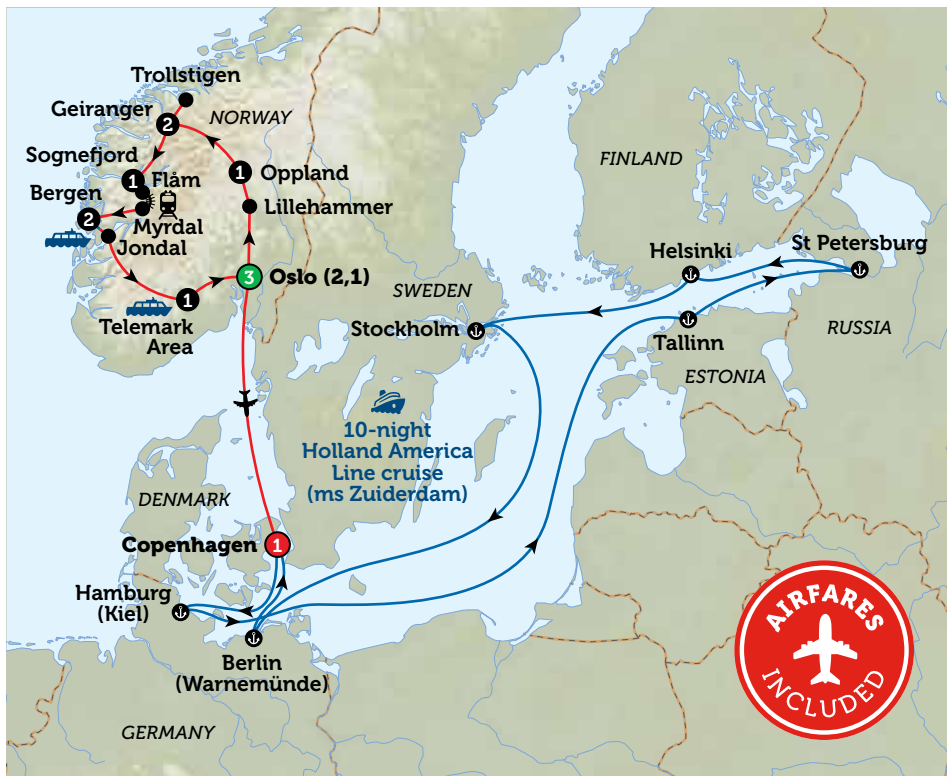 Trollstigen
Geiranger
2
NORWAY
Sognefjord
1
Flåm
Oppland
1
Bergen
2
Myrdal
Lillehammer
Jondal
3
Oslo (2,1)
1
Telemark
Area
FINLAND
Helsinki
St Petersburg
SWEDEN
Stockholm
Tallinn
RUSSIA
ESTONIA
10-night
Holland America
Line cruise
(ms Zuiderdam)
DENMARK
Copenhagen
1
Hamburg
(Kiel)
Berlin
(Warnemünde)
GERMANY
AIRFARES
INCLUDED